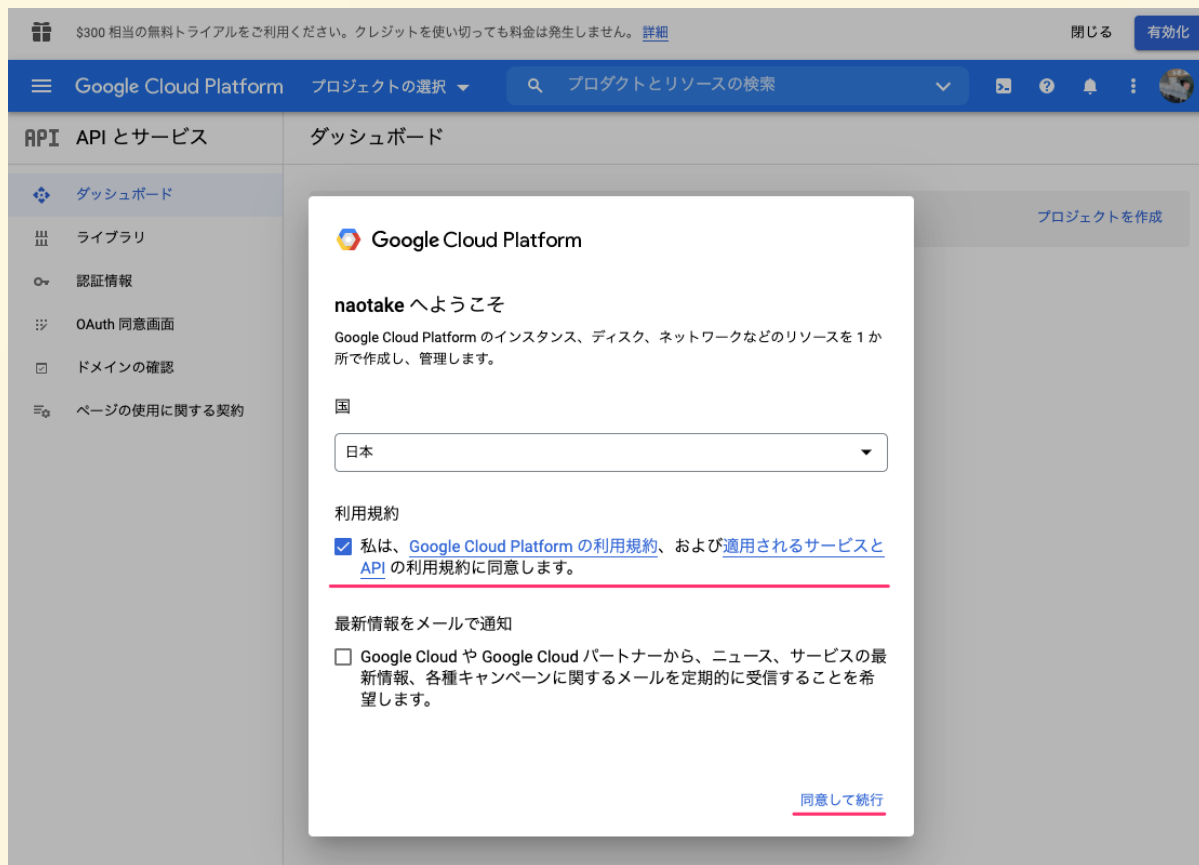 $300 相当の無料トライアルをご利用ください。クレジットを使い切っても料金は発生しません。 詳細
閉じる
有効化
Google Cloud Platform
プロジェクトの選択
プロダクトとリソースの検索
API API とサービス
ダッシュボード
ダッシュボード
ライブラリ
認証情報
OAuth 同意画面
ドメインの確認
ページの使用に関する契約
プロジェクトを作成
Google Cloud Platform
naotake へようこそ
Google Cloud Platform のインスタンス、ディスク、ネットワークなどのリソースを 1 か
所で作成し、管理します。
国
日本
利用規約
私は、Google Cloud Platform の利用規約、および適用されるサービスと
API の利用規約に同意します。
最新情報をメールで通知
Google Cloud や Google Cloud パートナーから、ニュース、サービスの最
新情報、各種キャンペーンに関するメールを定期的に受信することを希
望します。
同意して続行